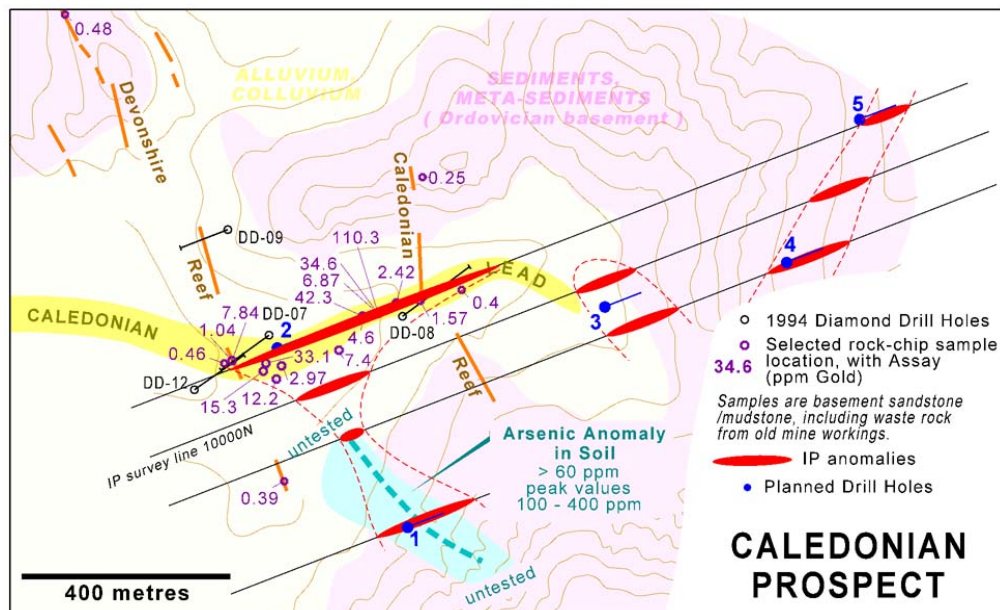 0.48
ALLUVIUM,
COLLUVIUM
SEDIMENTS,
META-SEDIMENTS
( Ordovician basement )
Devonshire
Reef
Caledonian
Reef
0.25
DD-09
110.3
34.6
6.87
42.3
2.42
CALEDONIAN
LEAD
7.84
DD-07
1.04
2
0.46
DD-12
15.3
33.1
2.97
12.2
4.6
7.4
DD-08
1.57
0.4
3
4
5
IP survey line 10000N
untested
0.39
Arsenic Anomaly
in Soil
> 60 ppm
peak values
100 - 400 ppm
1
untested
1994 Diamond Drill Holes
34.6
Selected rock-chip sample
location, with Assay
(ppm Gold)
Samples are basement sandstone
/mudstone, including waste rock
from old mine workings.
IP anomalies
Planned Drill Holes
400 metres
CALEDONIAN
PROSPECT